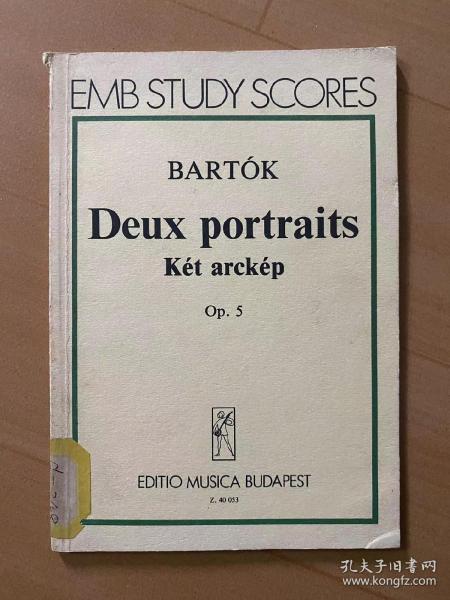 EMB STUDY SCORES
BARTÓK
Deux portraits
Két arckép
Op. 5
EDITIO MUSICA BUDAPEST
Z. 40 053
孔夫子旧书网
www.kongfz.com